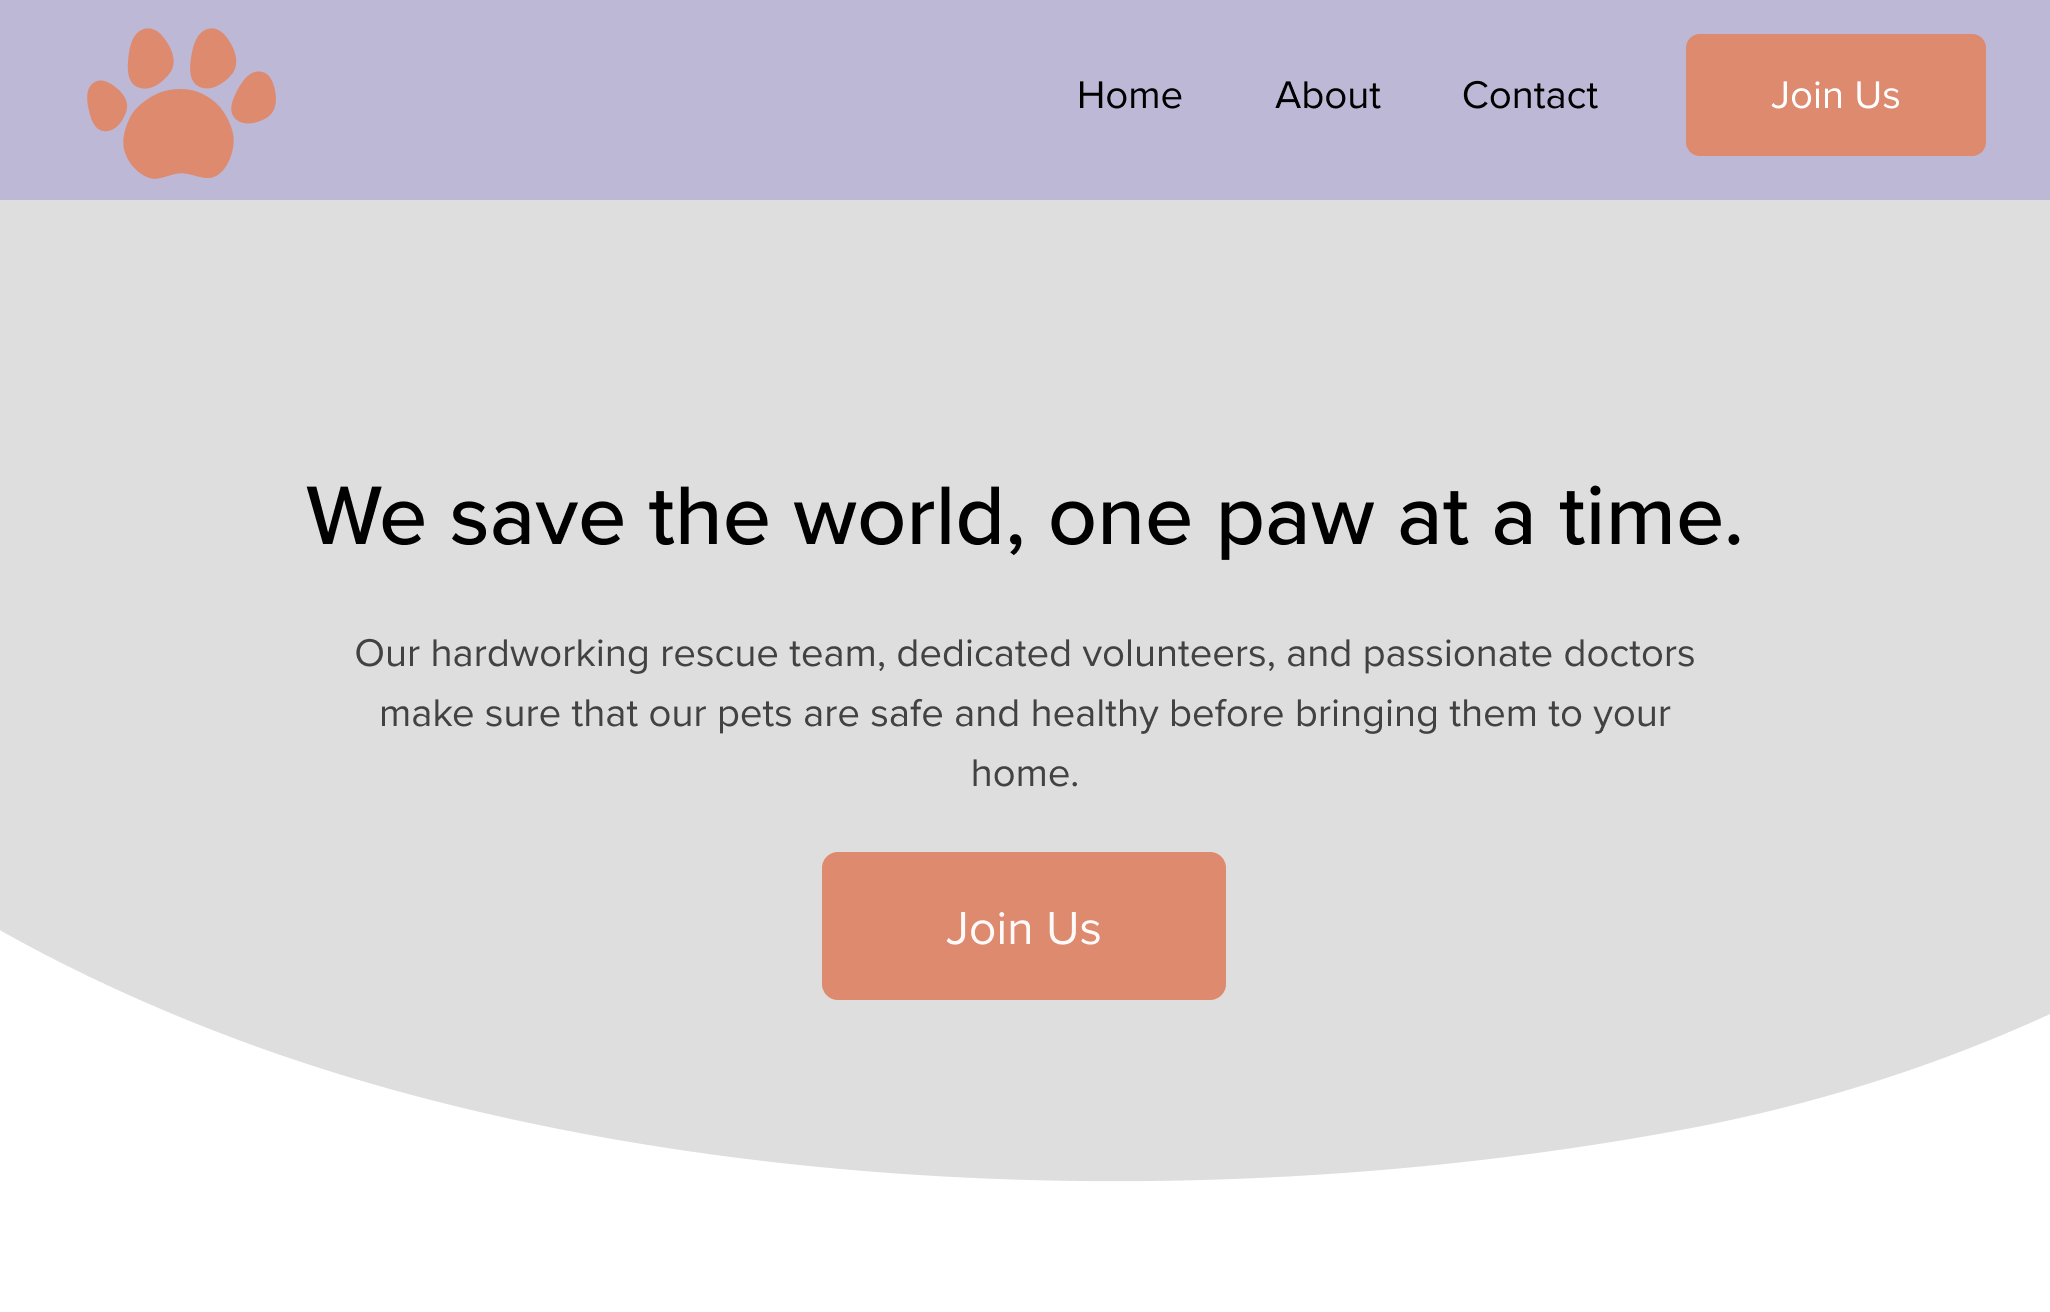 Home About Contact Join Us
We save the world, one paw at a time.
Our hardworking rescue team, dedicated volunteers, and passionate doctors
make sure that our pets are safe and healthy before bringing them to your
home.
Join Us